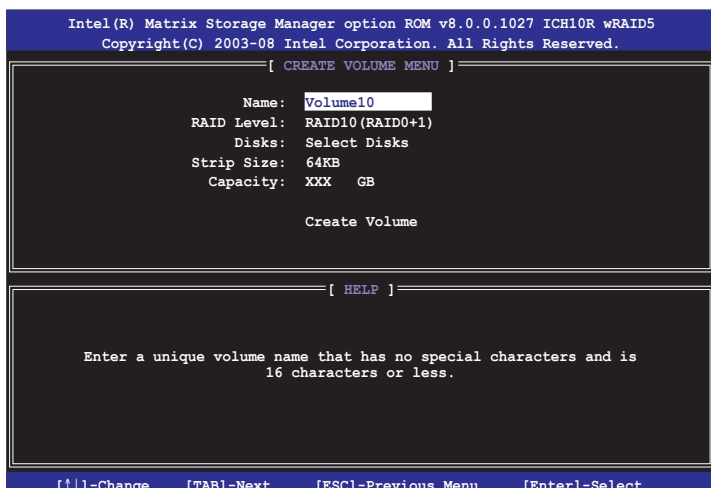 Intel(R) Matrix Storage Manager option ROM v8.0.0.1027 ICH10R wRAID5
Copyright(C) 2003-08 Intel Corporation. All Rights Reserved.
[ CREATE VOLUME MENU ]
Name: Volume10
RAID Level: RAID10(RAID0+1)
Disks: Select Disks
Strip Size: 64KB
Capacity: XXX GB
Create Volume
[ HELP ]
Enter a unique volume name that has no special characters and is
16 characters or less.
[↑↓]-Change [TAB]-Next [ESC]-Previous Menu [Enter]-Select